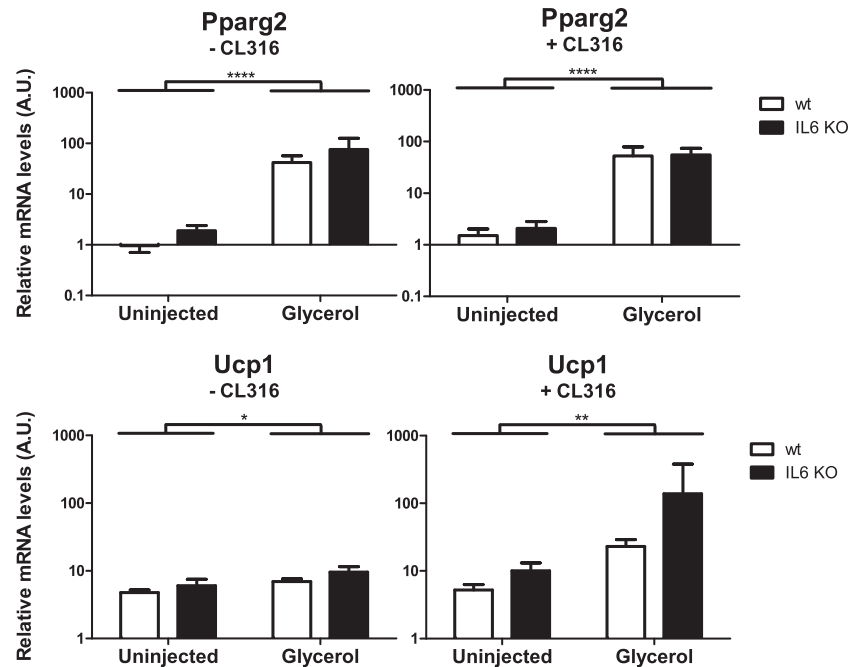 Pparg2
- CL316
Pparg2
+ CL316
Relative mRNA levels (A.U.)
****
1000
100
10
1
0.1
Uninjected
Glycerol
****
1000
100
10
1
0.1
Uninjected
Glycerol
wt
IL6 KO
Ucp1
- CL316
Ucp1
+ CL316
Relative mRNA levels (A.U.)
*
1000
100
10
1
Uninjected
Glycerol
**
1000
100
10
1
Uninjected
Glycerol
wt
IL6 KO